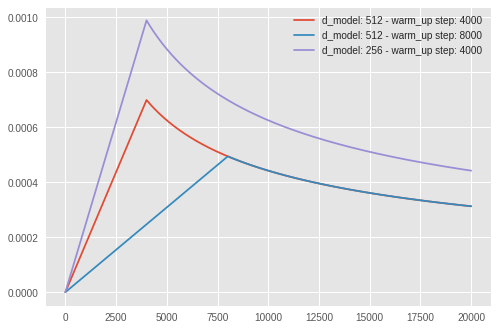 0.0010
0.0008
0.0006
0.0004
0.0002
0.0000
d_model: 512 - warm_up step: 4000
d_model: 512 - warm_up step: 8000
d_model: 256 - warm_up step: 4000
0 2500 5000 7500 10000 12500 15000 17500 20000